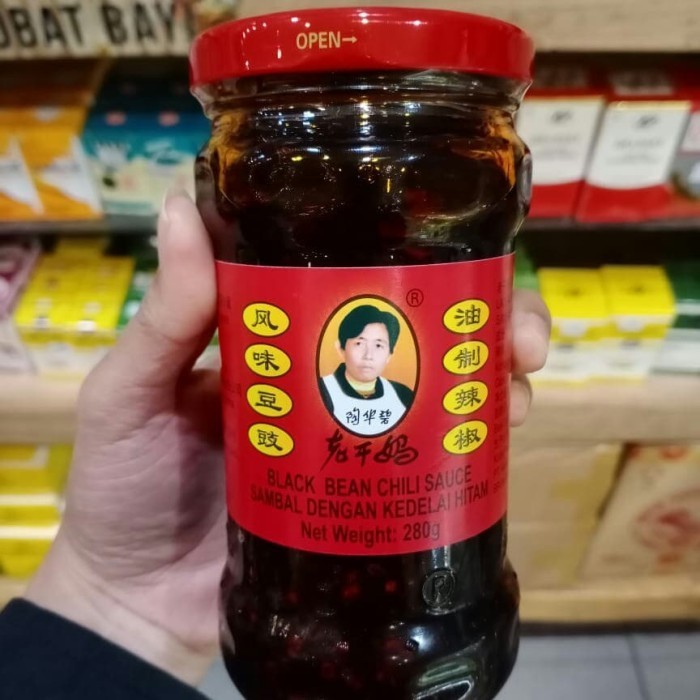 OBAT BAY
OPEN→
®
风味豆豉
油制辣椒
陶华碧
老干妈
BLACK BEAN CHILI SAUCE
SAMBAL DENGAN KEDELAI HITAM
Net Weight: 280g
®